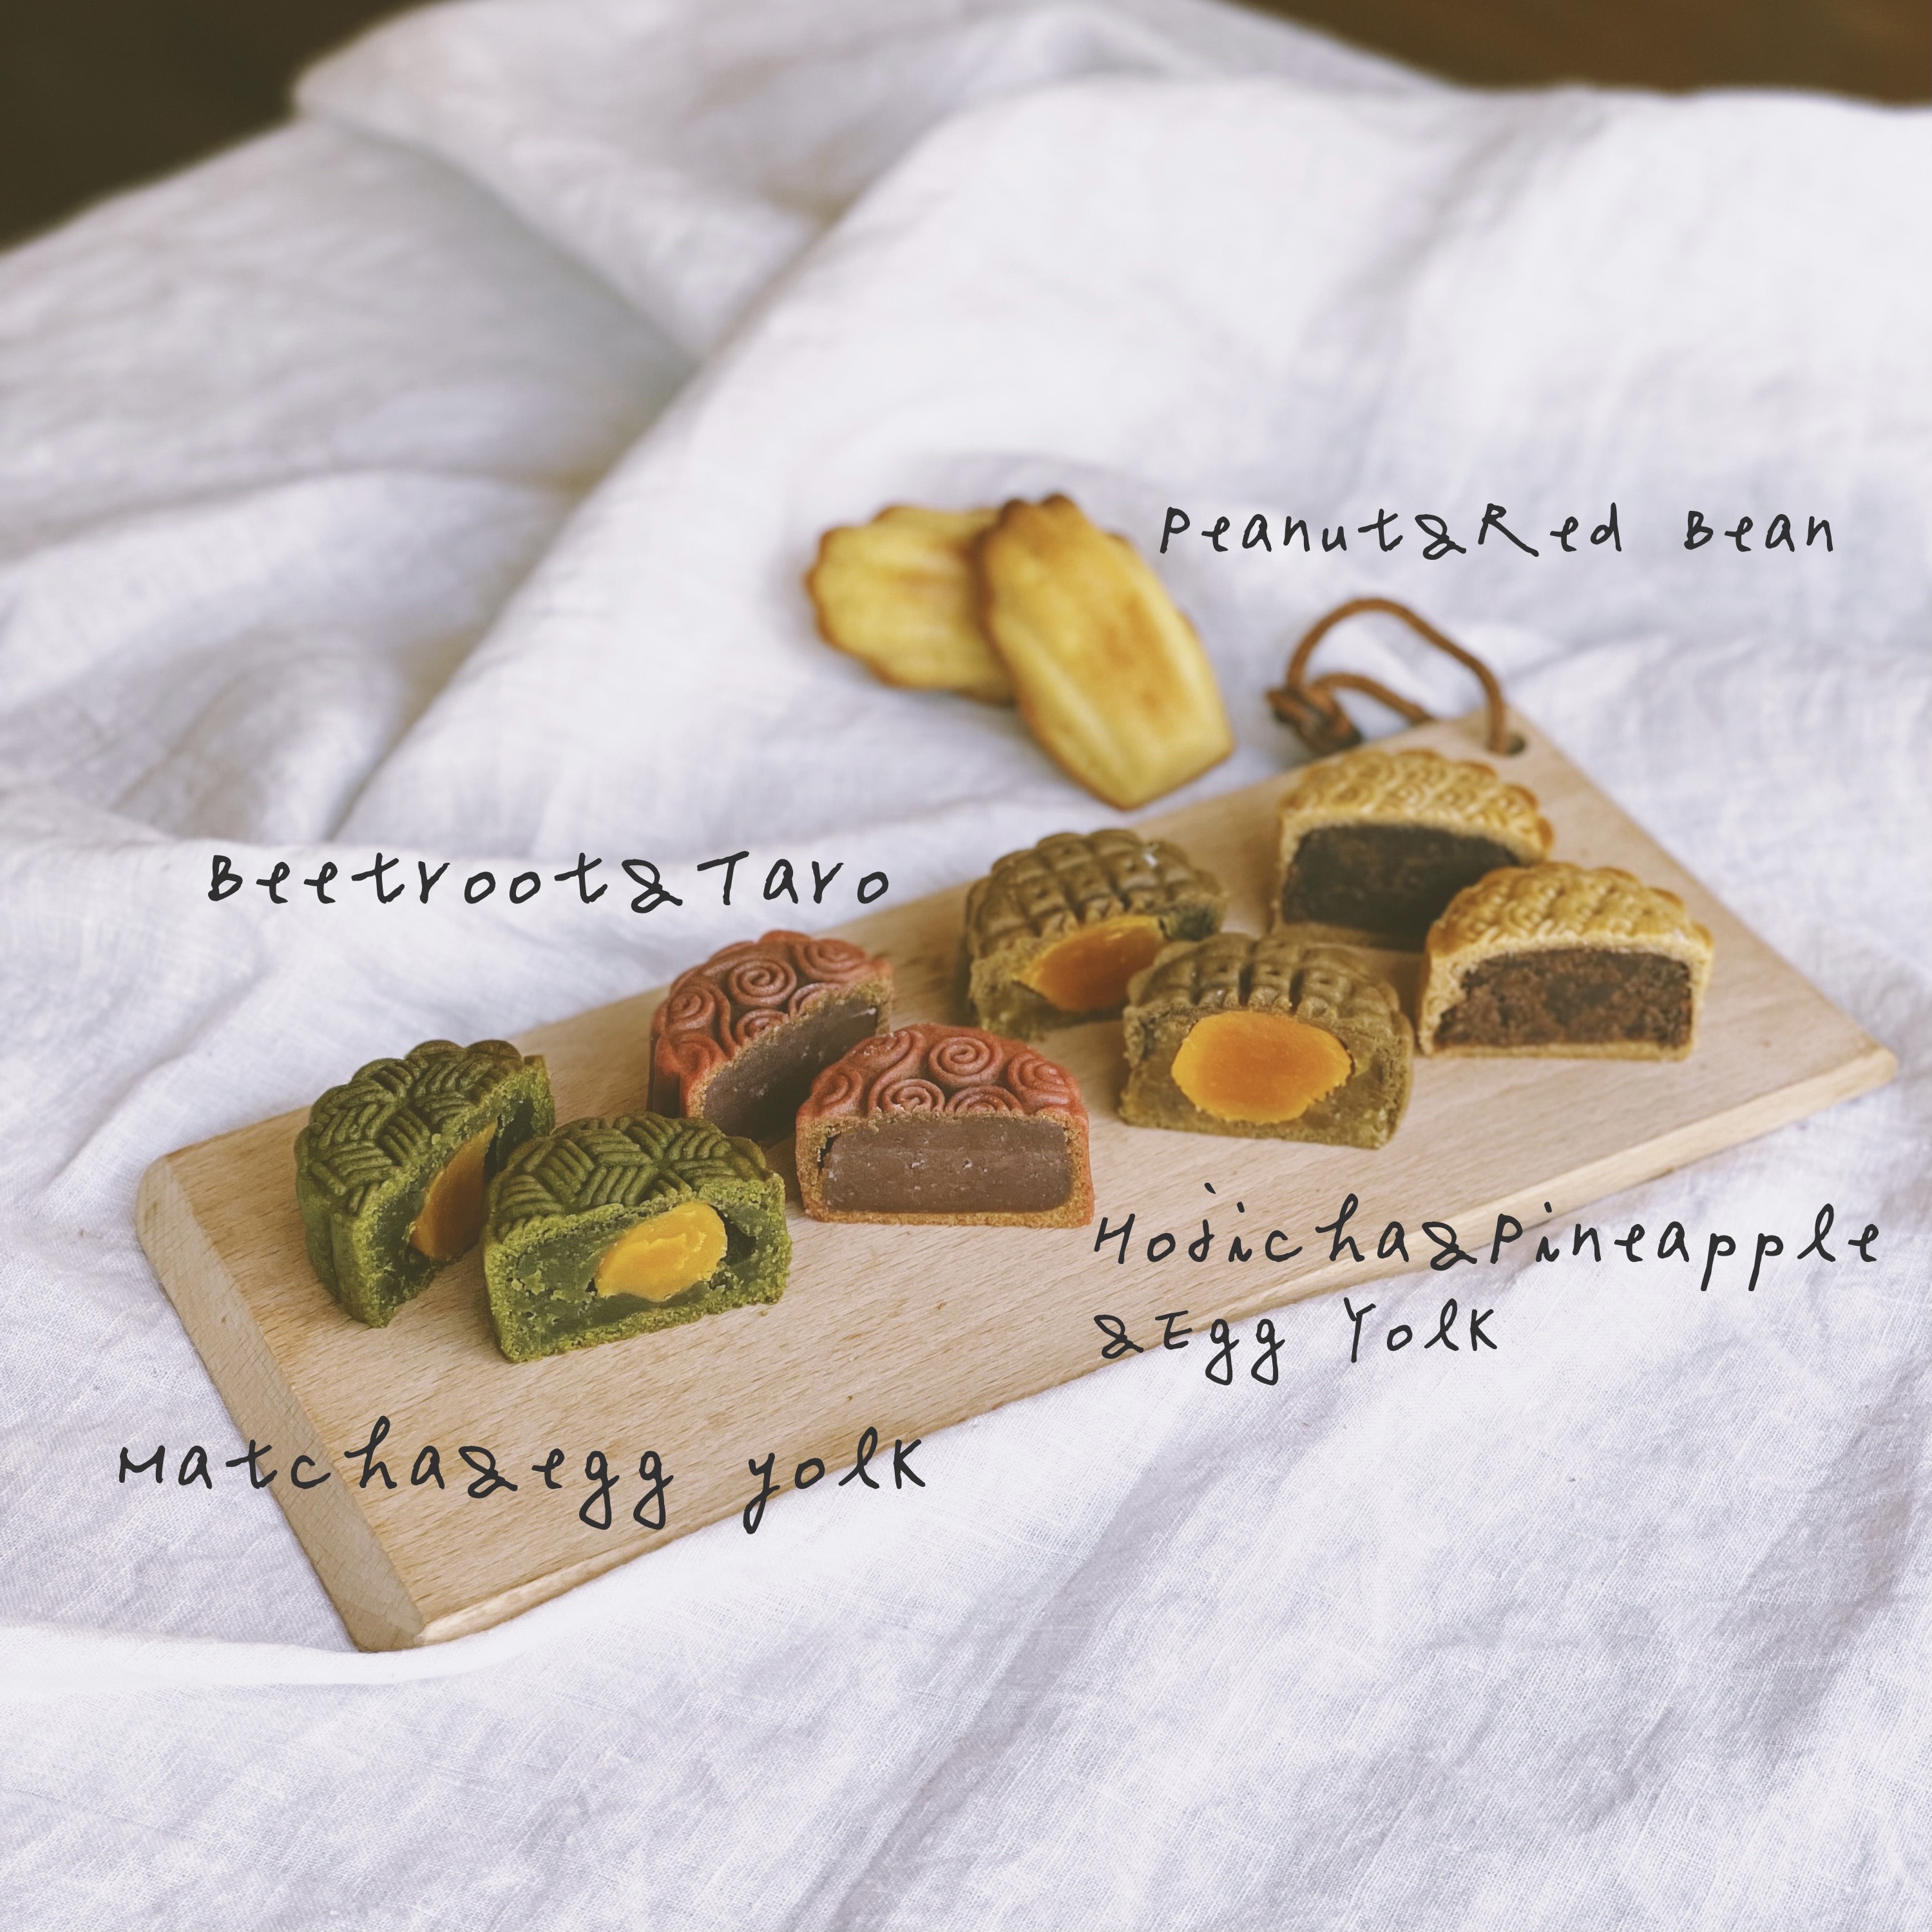 Peanut&Red Bean
Beetroot&Taro
Hojicha&Pineapple
&Egg Yolk
Matcha&egg yolk